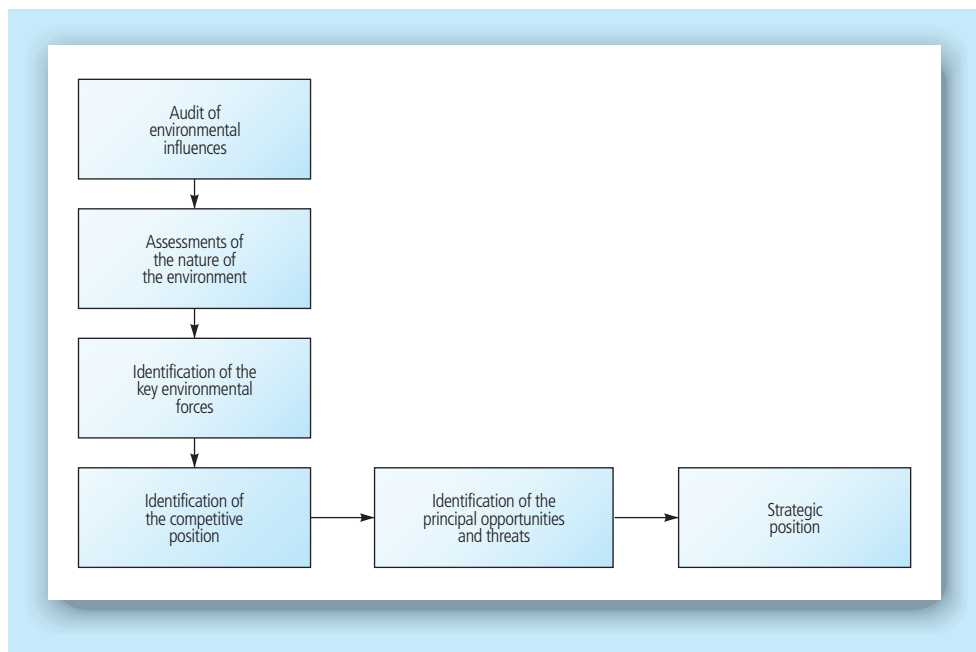 Audit of
environmental
influences
Assessments of
the nature of
the environment
Identification of the
key environmental
forces
Identification of
the competitive
position
Identification of the
principal opportunities
and threats
Strategic
position